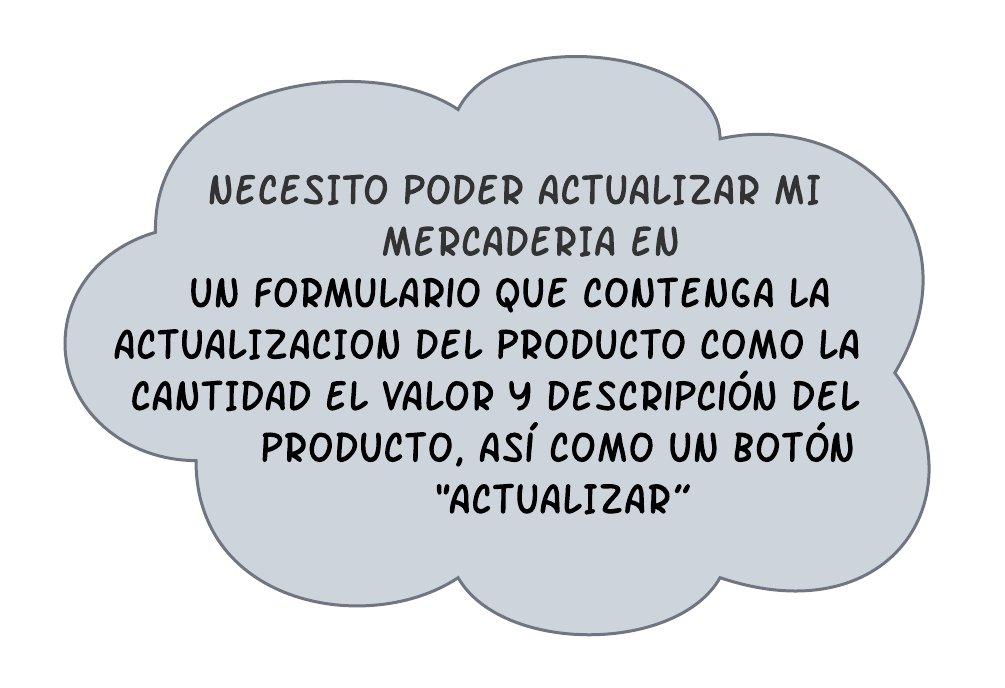 NECESITO PODER ACTUALIZAR MI
MERCADERIA EN
UN FORMULARIO QUE CONTENGA LA
ACTUALIZACION DEL PRODUCTO COMO LA
CANTIDAD EL VALOR Y DESCRIPCIÓN DEL
PRODUCTO, ASÍ COMO UN BOTÓN
"ACTUALIZAR”